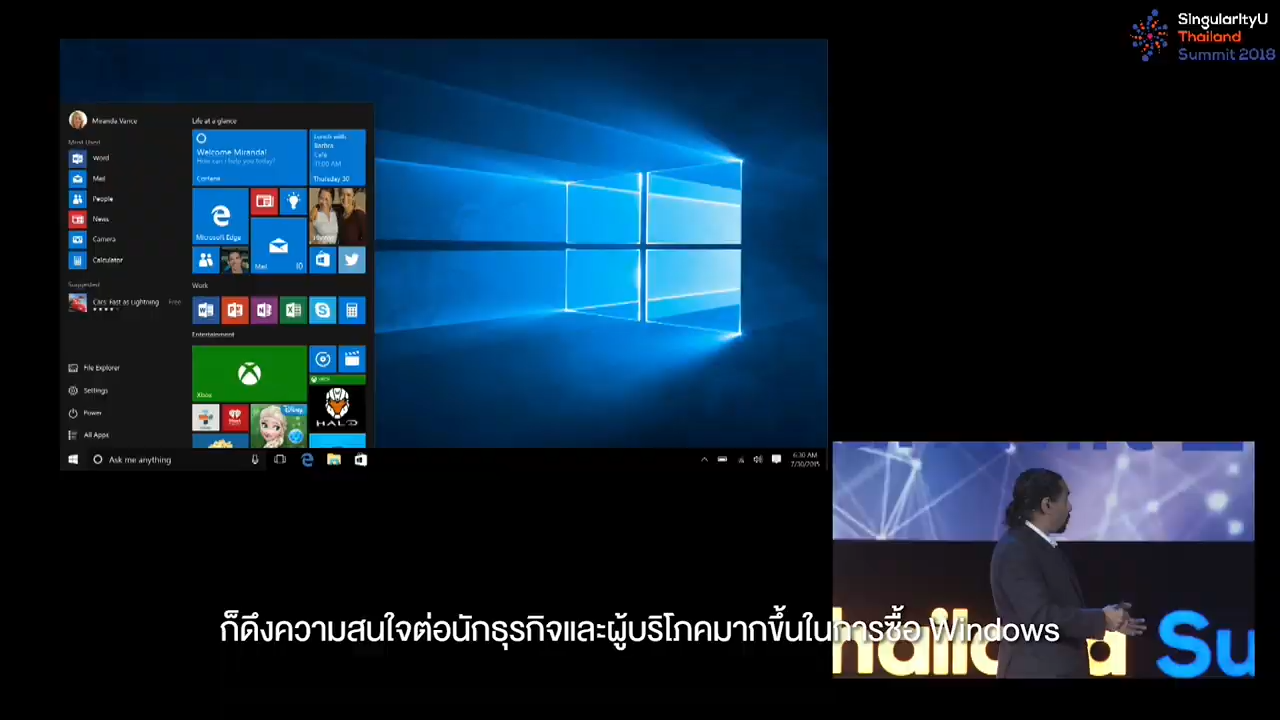 SingularityU
Thailand
Summit 2018
Miranda Vance
Most Used
Word
Mail
People
News
Camera
Calculator
Suggested
Cars: Fast as Lightning Free
File Explorer
Settings
Power
All Apps
Life at a glance
Welcome Miranda!
How can I help you today?
Cortana
Lunch with
Barbra
Cafe
11:00 AM
Thursday 30
Microsoft Edge
Mail 10
Work
Entertainment
Xbox
Disney
HALO
Ask me anything
6:30 AM
7/30/2015
ก็ดึงความสนใจต่อนักธุรกิจและผู้บริโภคมากขึ้นในการซื้อ Windows